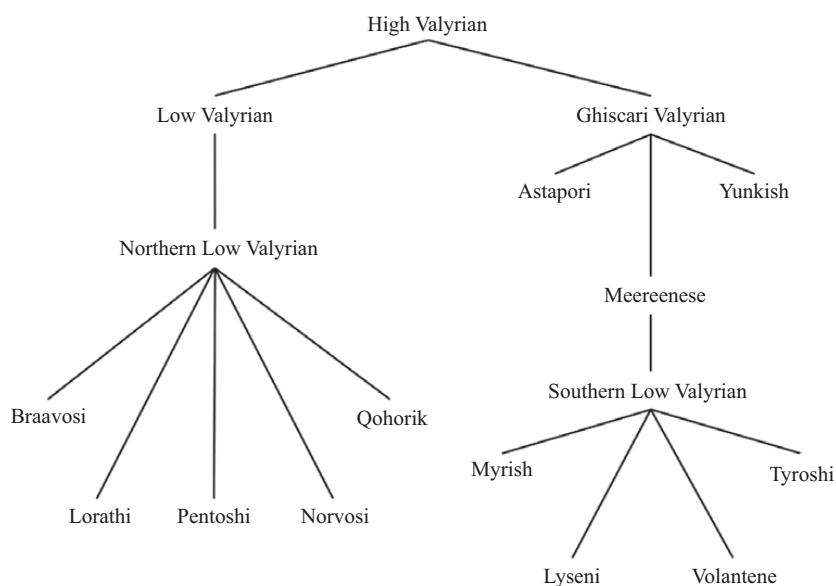 High Valyrian
Low Valyrian
Ghiscari Valyrian
Astapori
Yunkish
Northern Low Valyrian
Meereenese
Southern Low Valyrian
Braavosi
Qohorik
Myrish
Tyroshi
Lorathi
Pentoshi
Norvosi
Lyseni
Volantene